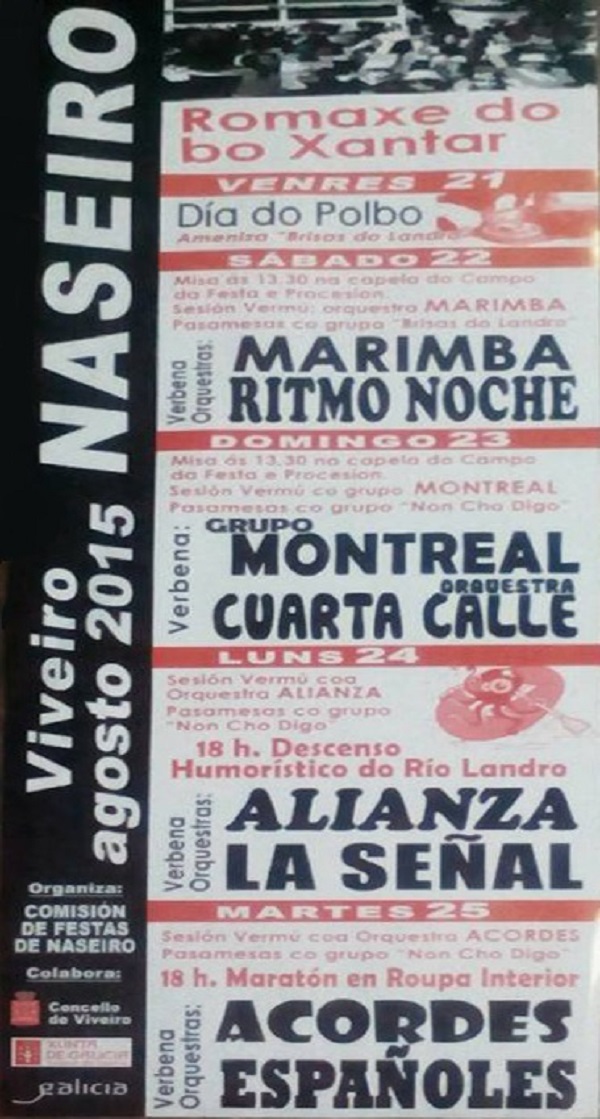 NASEIRO
Viveiro
agosto 2015
Organiza:
COMISIÓN
DE FESTAS
DE NASEIRO
Colabora:
Concello
de Viveiro
XUNTA
DE GALICIA
galicia
Romaxe do
bo Xantar
VENRES 21
Día do Polbo
Ameniza "Brisas do Landro
SÁBADO 22
Misa ás 13.30 na capela do Campo
da Festa e Procesión.
Sesión Vermú: orquestra MARIMBA
Pasamesas co grupo "Brisas do Landro"
Verbena
Orquestras:
MARIMBA
RITMO NOCHE
DOMINGO 23
Misa ás 13.30 na capela do Campo
da Festa e Procesión.
Sesión Vermú co grupo MONTREAL
Pasamesas co grupo "Non Cho Digo"
Verbena:
GRUPO
MONTREAL
ORQUESTRA
CUARTA CALLE
LUNS 24
Sesión Vermú coa
Orquestra ALIANZA
Pasamesas co grupo
"Non Cho Digo"
18 h. Descenso
Humorístico do Río Landro
Verbena
Orquestras:
ALIANZA
LA SEÑAL
MARTES 25
Sesión Vermú coa Orquestra ACORDES
Pasamesas co grupo "Non Cho Digo"
18 h. Maratón en Roupa Interior
Verbena
Orquestras:
ACORDES
ESPAÑOLES